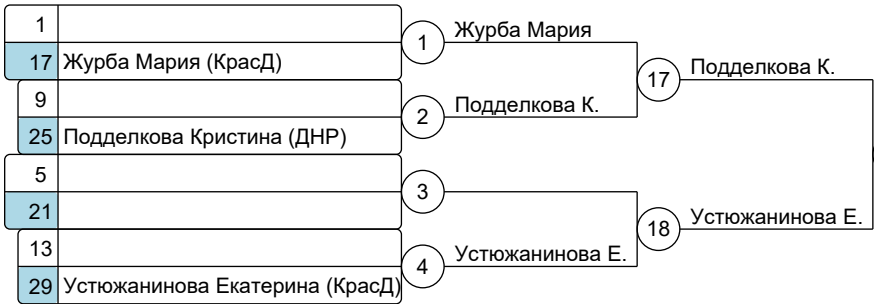 1
17 Журба Мария (КрасД)
1
Журба Мария
9
25 Подделкова Кристина (ДНР)
2
Подделкова К.
17
Подделкова К.
5
21
3
13
29 Устюжанинова Екатерина (КрасД)
4
Устюжанинова Е.
18
Устюжанинова Е.